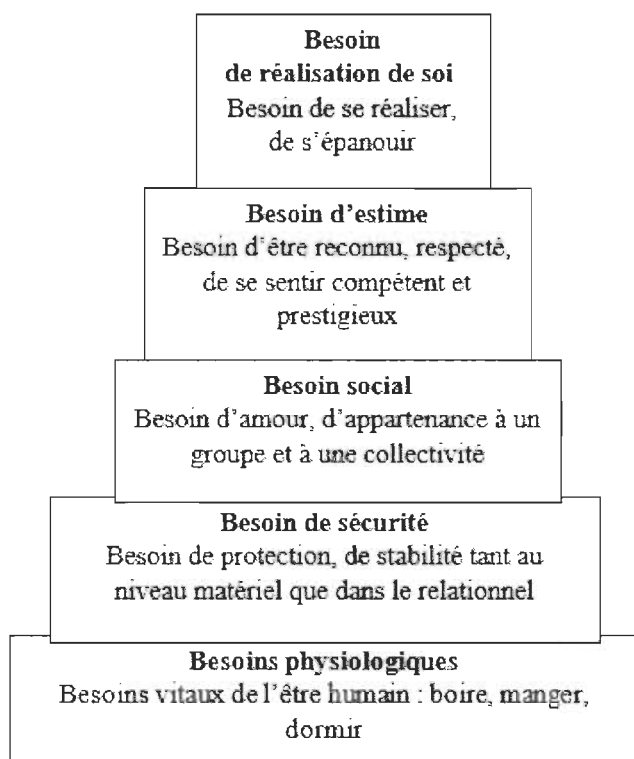 Besoin
de réalisation de soi
Besoin de se réaliser,
de s'épanouir
Besoin d'estime
Besoin d'être reconnu, respecté,
de se sentir compétent et
prestigieux
Besoin social
Besoin d'amour, d'appartenance à un
groupe et à une collectivité
Besoin de sécurité
Besoin de protection, de stabilité tant au
niveau matériel que dans le relationnel
Besoins physiologiques
Besoins vitaux de l'être humain : boire, manger,
dormir